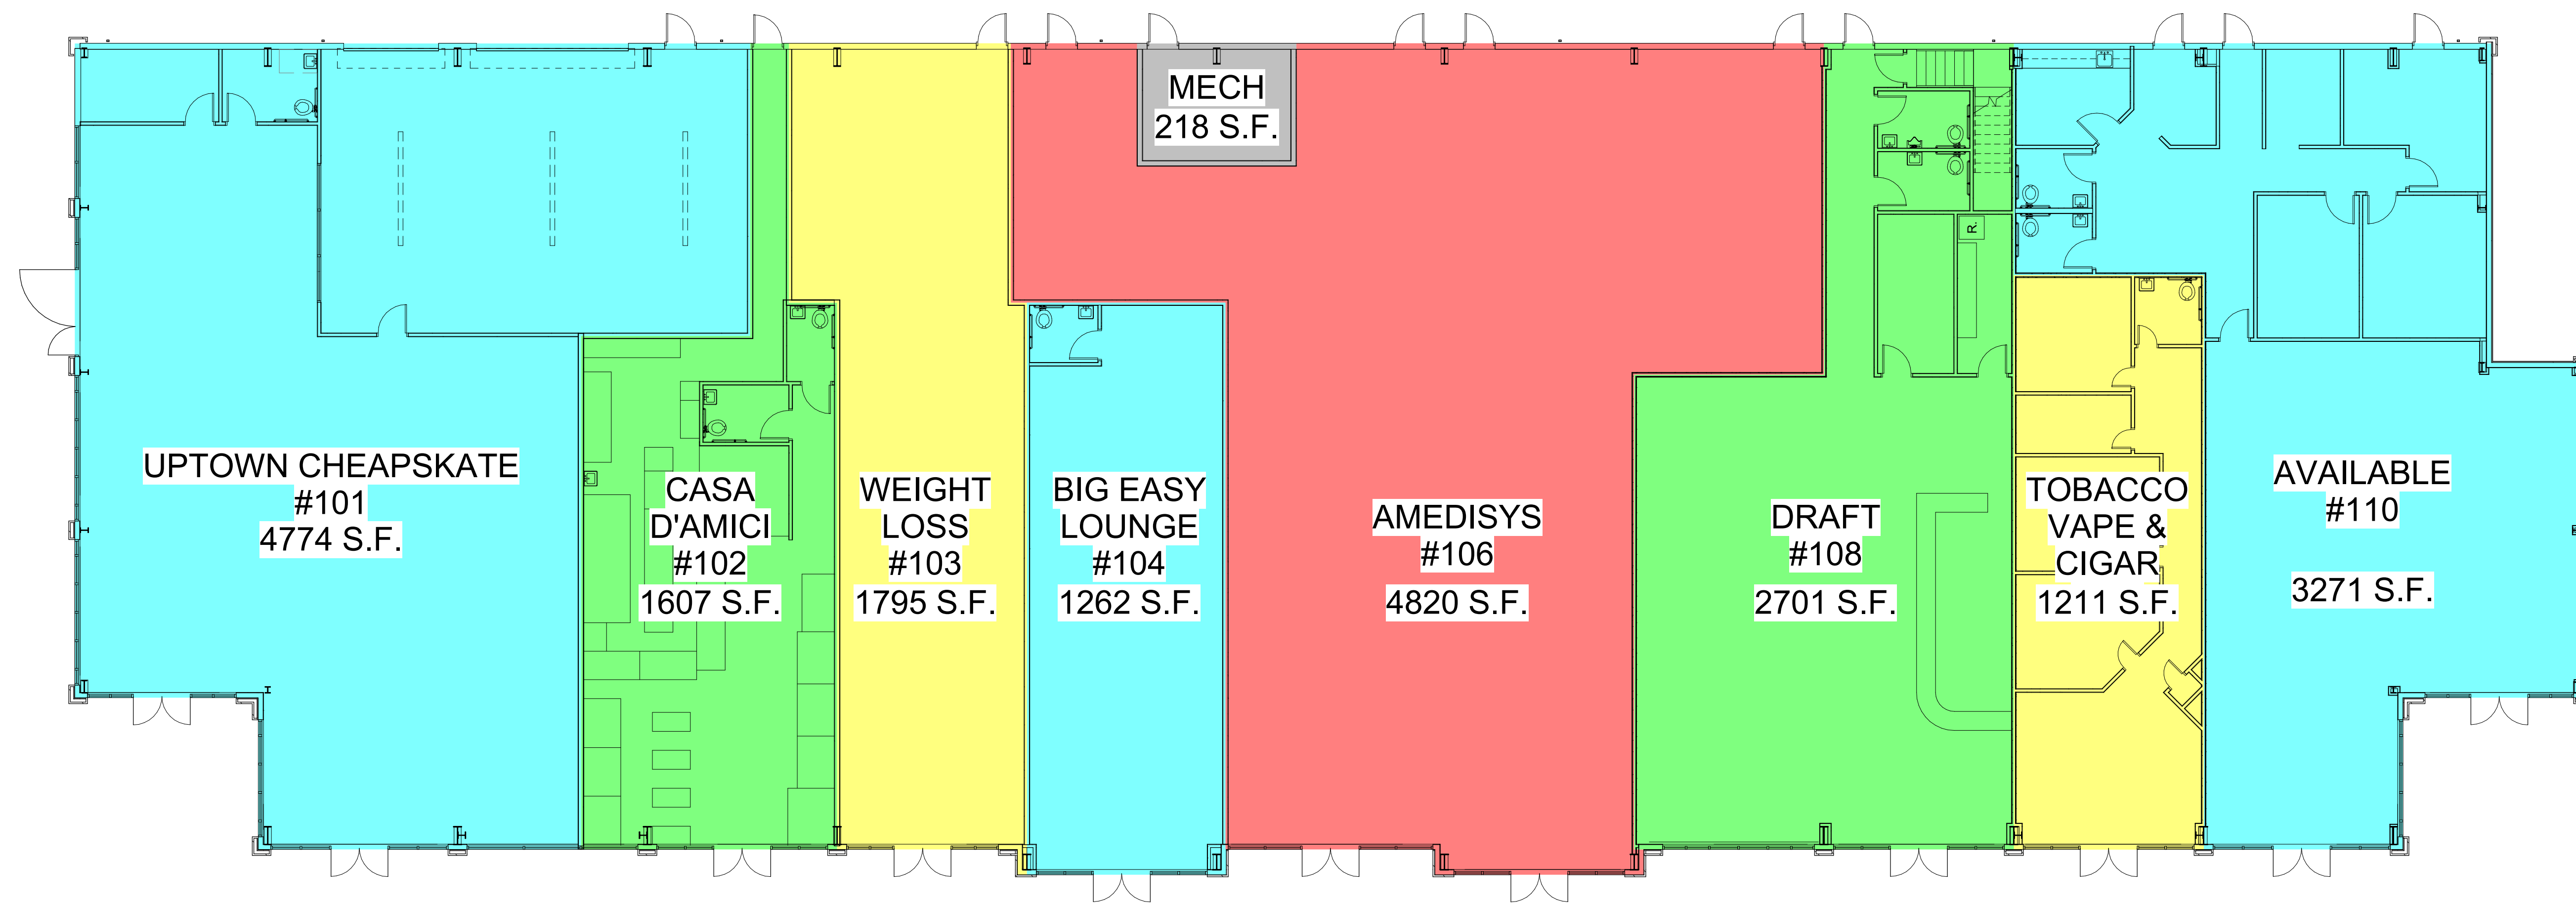 MECH
218 S.F.
UPTOWN CHEAPSKATE
#101
4774 S.F.
CASA
D'AMICI
#102
1607 S.F.
WEIGHT
LOSS
#103
1795 S.F.
BIG EASY
LOUNGE
#104
1262 S.F.
AMEDISYS
#106
4820 S.F.
DRAFT
#108
2701 S.F.
R.
TOBACCO
VAPE &
CIGAR
1211 S.F.
AVAILABLE
#110
3271 S.F.